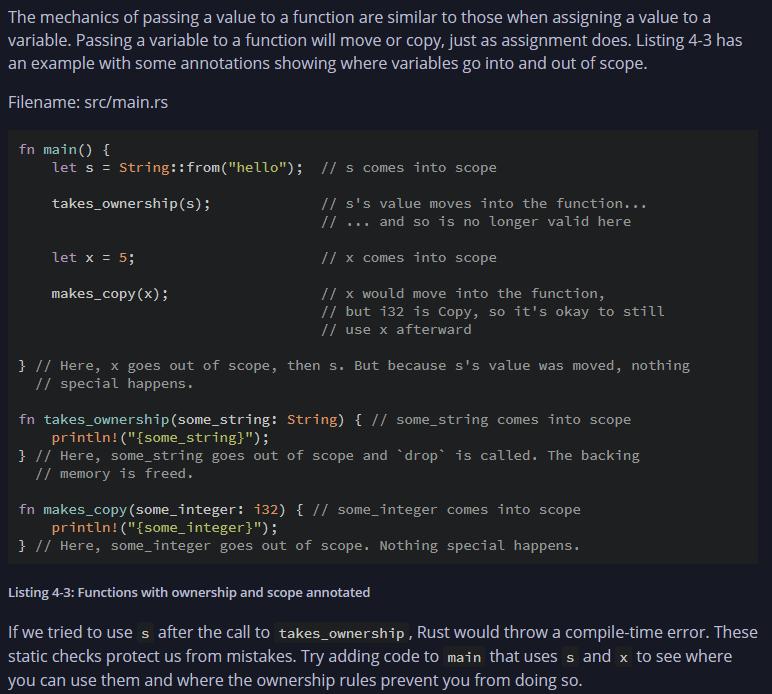 The mechanics of passing a value to a function are similar to those when assigning a value to a
variable. Passing a variable to a function will move or copy, just as assignment does. Listing 4-3 has
an example with some annotations showing where variables go into and out of scope.
Filename: src/main.rs
fn main() {
    let s = String::from("hello");  // s comes into scope
    takes_ownership(s);             // s's value moves into the function...
                                    // ... and so is no longer valid here
    let x = 5;                      // x comes into scope
    makes_copy(x);                  // x would move into the function,
                                    // but i32 is Copy, so it's okay to still
                                    // use x afterward
} // Here, x goes out of scope, then s. But because s's value was moved, nothing
  // special happens.
fn takes_ownership(some_string: String) { // some_string comes into scope
    println!("{some_string}");
} // Here, some_string goes out of scope and `drop` is called. The backing
  // memory is freed.
fn makes_copy(some_integer: i32) { // some_integer comes into scope
    println!("{some_integer}");
} // Here, some_integer goes out of scope. Nothing special happens.
Listing 4-3: Functions with ownership and scope annotated
If we tried to use s after the call to takes_ownership, Rust would throw a compile-time error. These
static checks protect us from mistakes. Try adding code to main that uses s and x to see where
you can use them and where the ownership rules prevent you from doing so.